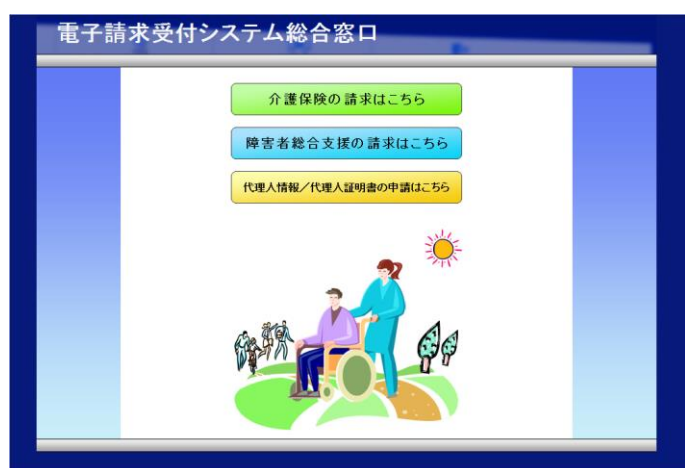 電子請求受付システム総合窓口
介護保険の請求はこちら
障害者総合支援の請求はこちら
代理人情報／代理人証明書の申請はこちら